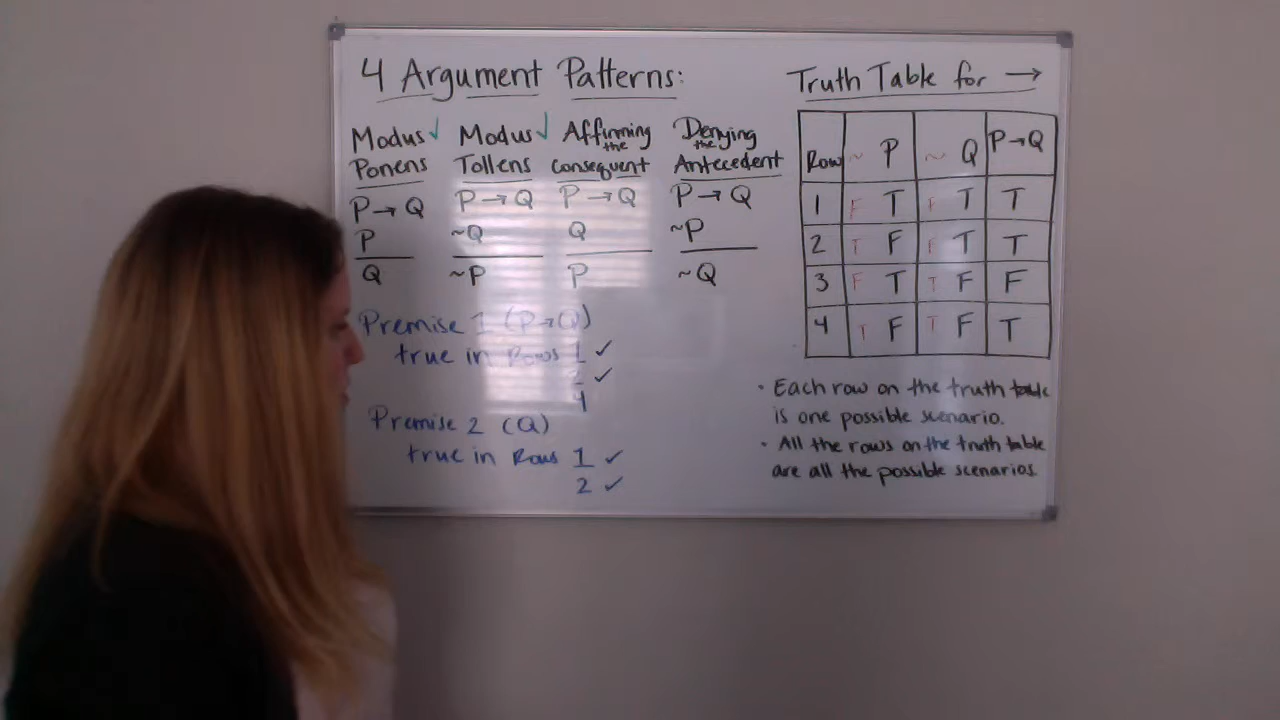 4 Argument Patterns:
Modus ✓ Ponens
P → Q
P
Q
Modus ✓ Tollens
P → Q
~Q
~P
Affirming the Consequent
P → Q
Q
P
Denying the Antecedent
P → Q
~P
~Q
Premise 1 (P→Q)
true in Rows 1 ✓
2 ✓
4
Premise 2 (Q)
true in Rows 1 ✓
2 ✓
Truth Table for →
Row ~ P ~ Q P→Q
1 F T F T T
2 T F F T T
3 F T T F F
4 T F T F T
• Each row on the truth table
is one possible scenario.
• All the rows on the truth table
are all the possible scenarios.